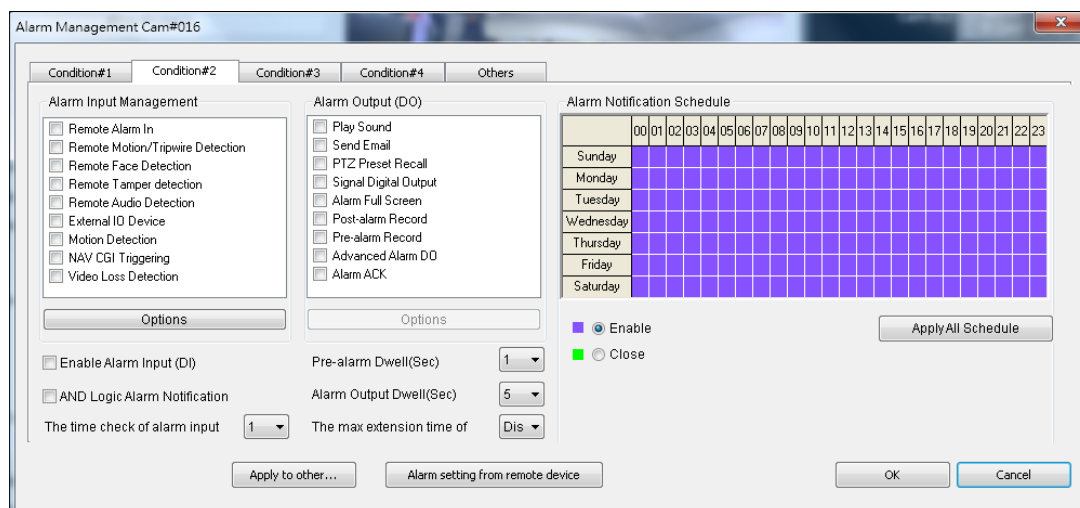 Alarm Management Cam#016
Condition#1 Condition#2 Condition#3 Condition#4 Others
Alarm Input Management
Remote Alarm In
Remote Motion/Tripwire Detection
Remote Face Detection
Remote Tamper detection
Remote Audio Detection
External IO Device
Motion Detection
NAV CGI Triggering
Video Loss Detection
Options
Enable Alarm Input (DI)
AND Logic Alarm Notification
The time check of alarm input 1
Alarm Output (DO)
Play Sound
Send Email
PTZ Preset Recall
Signal Digital Output
Alarm Full Screen
Post-alarm Record
Pre-alarm Record
Advanced Alarm DO
Alarm ACK
Options
Pre-alarm Dwell(Sec) 1
Alarm Output Dwell(Sec) 5
The max extension time of Dis
Alarm Notification Schedule
00 01 02 03 04 05 06 07 08 09 10 11 12 13 14 15 16 17 18 19 20 21 22 23
Sunday
Monday
Tuesday
Wednesday
Thursday
Friday
Saturday
Enable
Close
Apply All Schedule
Apply to other...
Alarm setting from remote device
OK
Cancel